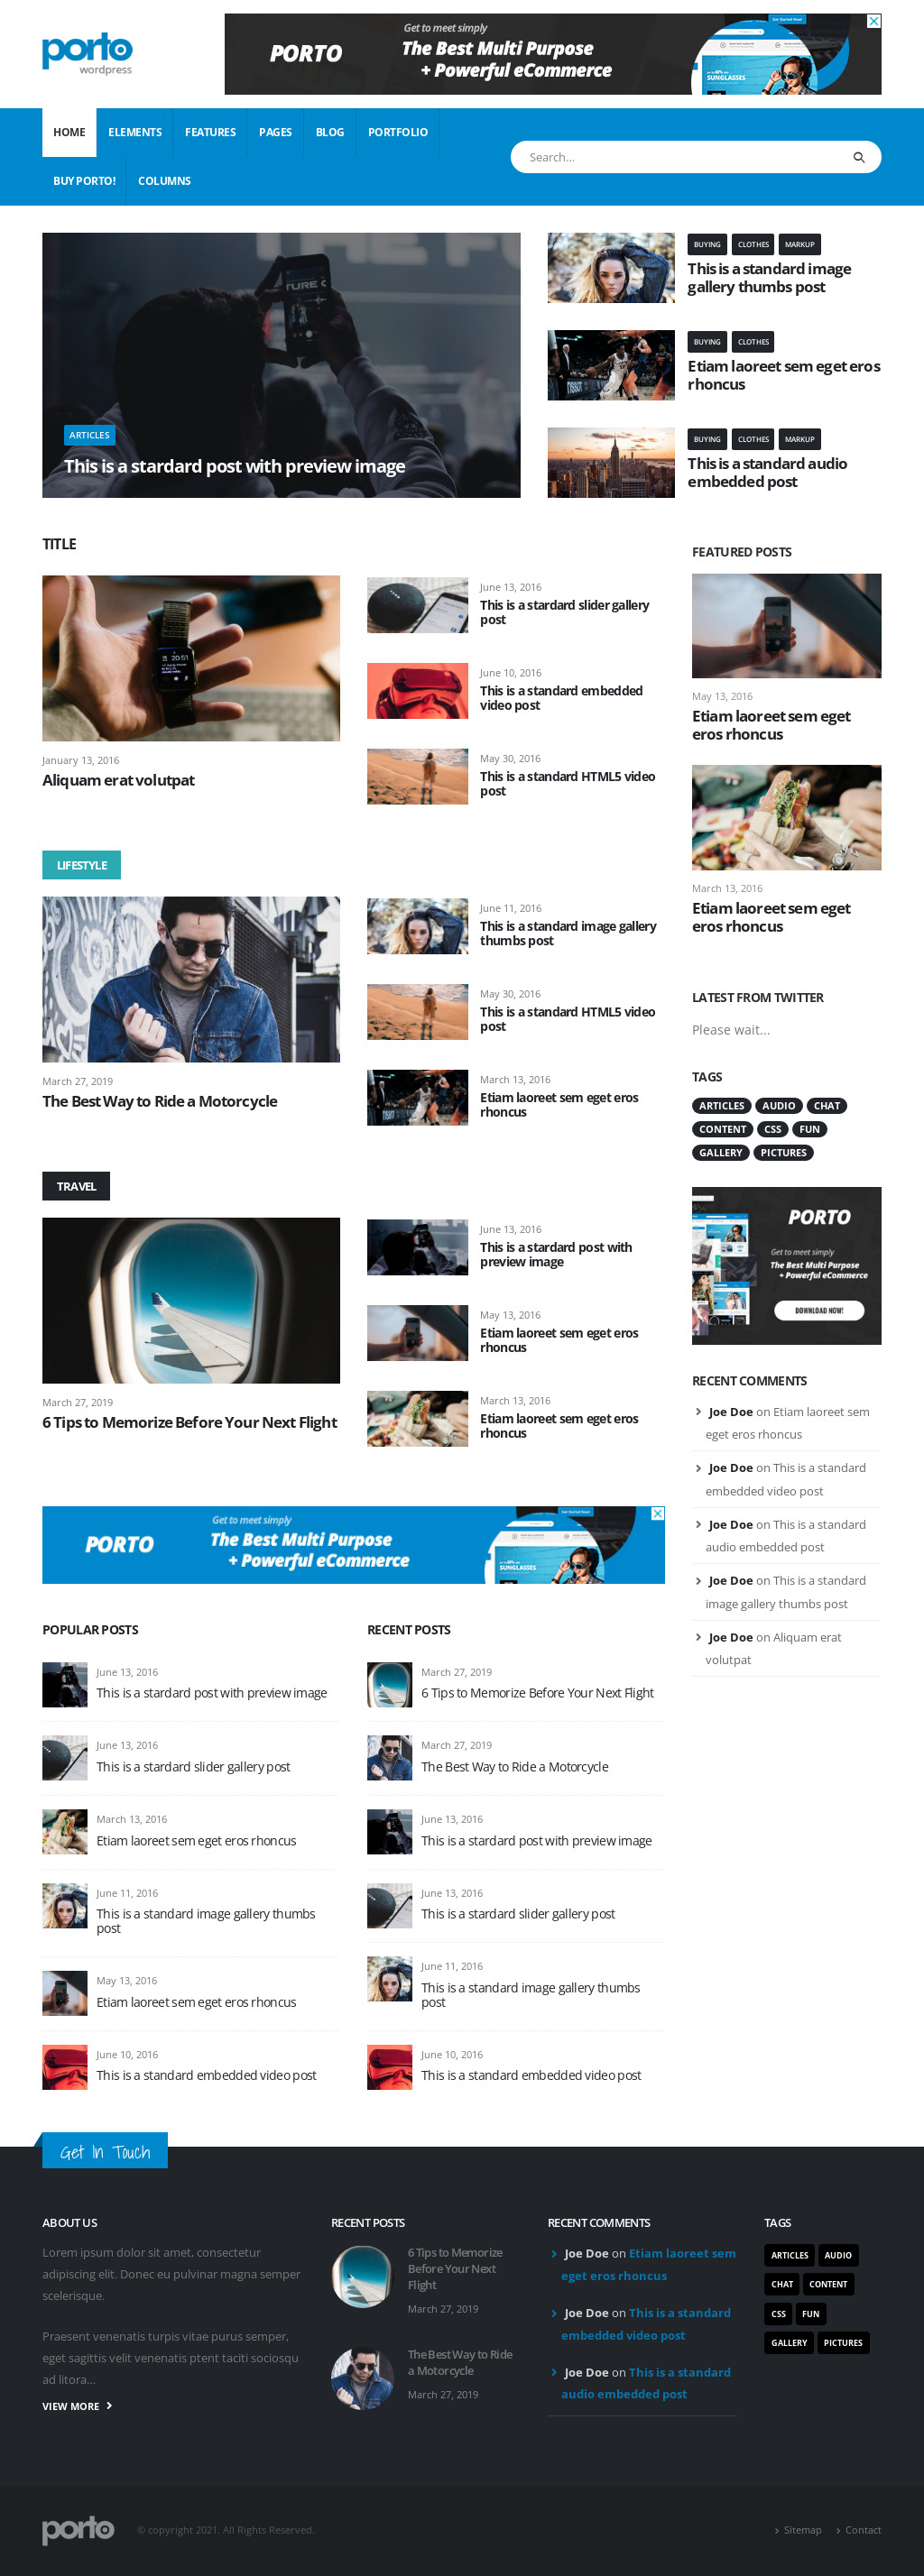 porto
wordpress
Get to meet simply
PORTO
The Best Multi Purpose
+ Powerful eCommerce
SUNGLASSES
HOME
ELEMENTS
FEATURES
PAGES
BLOG
PORTFOLIO
BUY PORTO!
COLUMNS
Search...
ARTICLES
This is a stardard post with preview image
BUYING
CLOTHES
MARKUP
This is a standard image
gallery thumbs post
BUYING
CLOTHES
Etiam laoreet sem eget eros
rhoncus
BUYING
CLOTHES
MARKUP
This is a standard audio
embedded post
TITLE
20:51
January 13, 2016
Aliquam erat volutpat
June 13, 2016
This is a stardard slider gallery
post
June 10, 2016
This is a standard embedded
video post
May 30, 2016
This is a standard HTML5 video
post
LIFESTYLE
March 27, 2019
The Best Way to Ride a Motorcycle
June 11, 2016
This is a standard image gallery
thumbs post
May 30, 2016
This is a standard HTML5 video
post
March 13, 2016
Etiam laoreet sem eget eros
rhoncus
TRAVEL
March 27, 2019
6 Tips to Memorize Before Your Next Flight
June 13, 2016
This is a stardard post with
preview image
May 13, 2016
Etiam laoreet sem eget eros
rhoncus
March 13, 2016
Etiam laoreet sem eget eros
rhoncus
Get to meet simply
PORTO
The Best Multi Purpose
+ Powerful eCommerce
SUNGLASSES
POPULAR POSTS
June 13, 2016
This is a stardard post with preview image
June 13, 2016
This is a stardard slider gallery post
March 13, 2016
Etiam laoreet sem eget eros rhoncus
June 11, 2016
This is a standard image gallery thumbs
post
May 13, 2016
Etiam laoreet sem eget eros rhoncus
June 10, 2016
This is a standard embedded video post
RECENT POSTS
March 27, 2019
6 Tips to Memorize Before Your Next Flight
March 27, 2019
The Best Way to Ride a Motorcycle
June 13, 2016
This is a stardard post with preview image
June 13, 2016
This is a stardard slider gallery post
June 11, 2016
This is a standard image gallery thumbs
post
June 10, 2016
This is a standard embedded video post
FEATURED POSTS
May 13, 2016
Etiam laoreet sem eget
eros rhoncus
March 13, 2016
Etiam laoreet sem eget
eros rhoncus
LATEST FROM TWITTER
Please wait...
TAGS
ARTICLES
AUDIO
CHAT
CONTENT
CSS
FUN
GALLERY
PICTURES
PORTO
Get to meet simply
The Best Multi Purpose
+ Powerful eCommerce
DOWNLOAD NOW!
RECENT COMMENTS
Joe Doe on Etiam laoreet sem
eget eros rhoncus
Joe Doe on This is a standard
embedded video post
Joe Doe on This is a standard
audio embedded post
Joe Doe on This is a standard
image gallery thumbs post
Joe Doe on Aliquam erat
volutpat
Get In Touch
ABOUT US
Lorem ipsum dolor sit amet, consectetur
adipiscing elit. Donec eu pulvinar magna semper
scelerisque.
Praesent venenatis turpis vitae purus semper,
eget sagittis velit venenatis ptent taciti sociosqu
ad litora...
VIEW MORE
RECENT POSTS
6 Tips to Memorize
Before Your Next
Flight
March 27, 2019
The Best Way to Ride
a Motorcycle
March 27, 2019
RECENT COMMENTS
Joe Doe on Etiam laoreet sem
eget eros rhoncus
Joe Doe on This is a standard
embedded video post
Joe Doe on This is a standard
audio embedded post
TAGS
ARTICLES
AUDIO
CHAT
CONTENT
CSS
FUN
GALLERY
PICTURES
porto
© copyright 2021. All Rights Reserved.
Sitemap
Contact